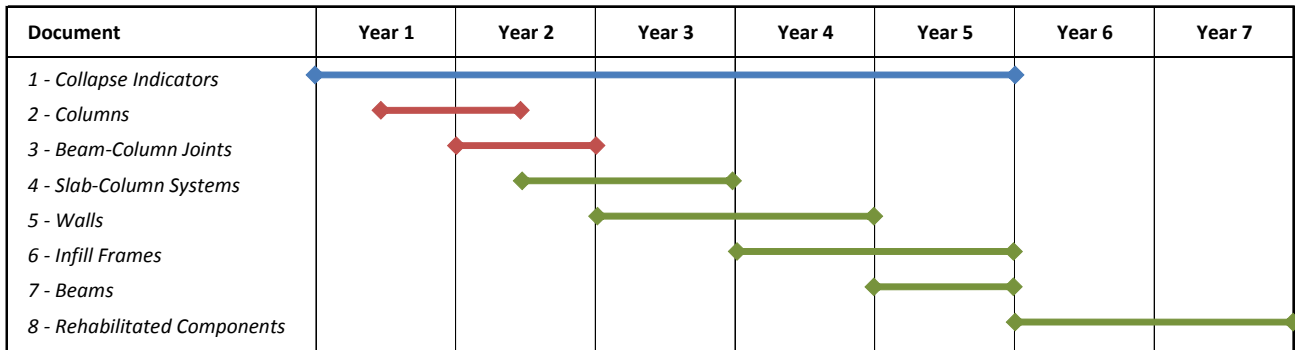 Document Year 1 Year 2 Year 3 Year 4 Year 5 Year 6 Year 7
1 - Collapse Indicators
2 - Columns
3 - Beam-Column Joints
4 - Slab-Column Systems
5 - Walls
6 - Infill Frames
7 - Beams
8 - Rehabilitated Components